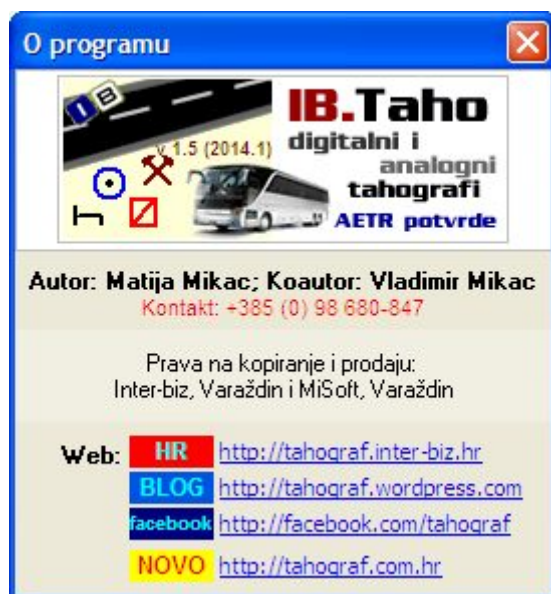 O programu
I B
IB.Taho
v 1.5 (2014.1)
digitalni i
analogni
tahografi
AETR potvrde
Autor: Matija Mikac; Koautor: Vladimir Mikac
Kontakt: +385 (0) 98 680-847
Prava na kopiranje i prodaju:
Inter-biz, Varaždin i MiSoft, Varaždin
Web: HR http://tahograf.inter-biz.hr
BLOG http://tahograf.wordpress.com
facebook http://facebook.com/tahograf
NOVO http://tahograf.com.hr